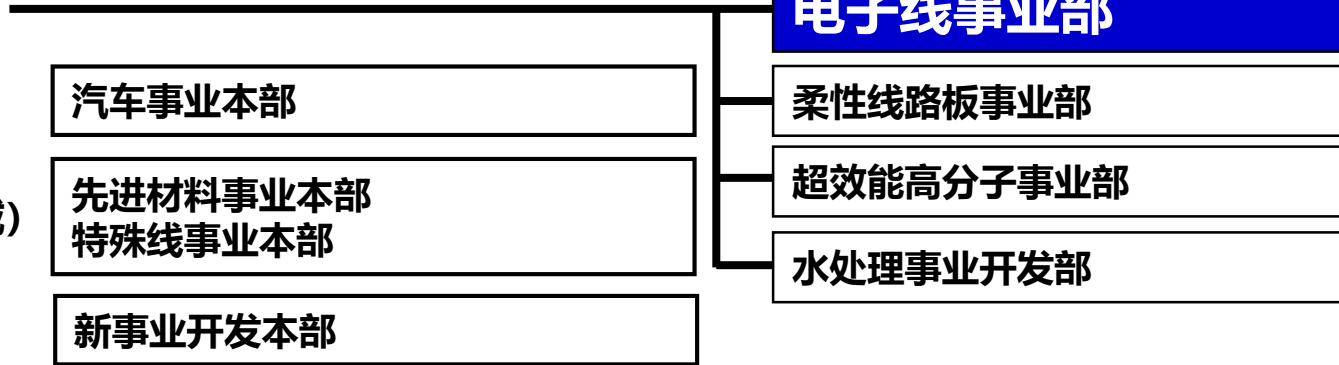 电子线事业部
汽车事业本部
柔性线路板事业部
先进材料事业本部
特殊线事业本部
超效能高分子事业部
水处理事业开发部
新事业开发本部